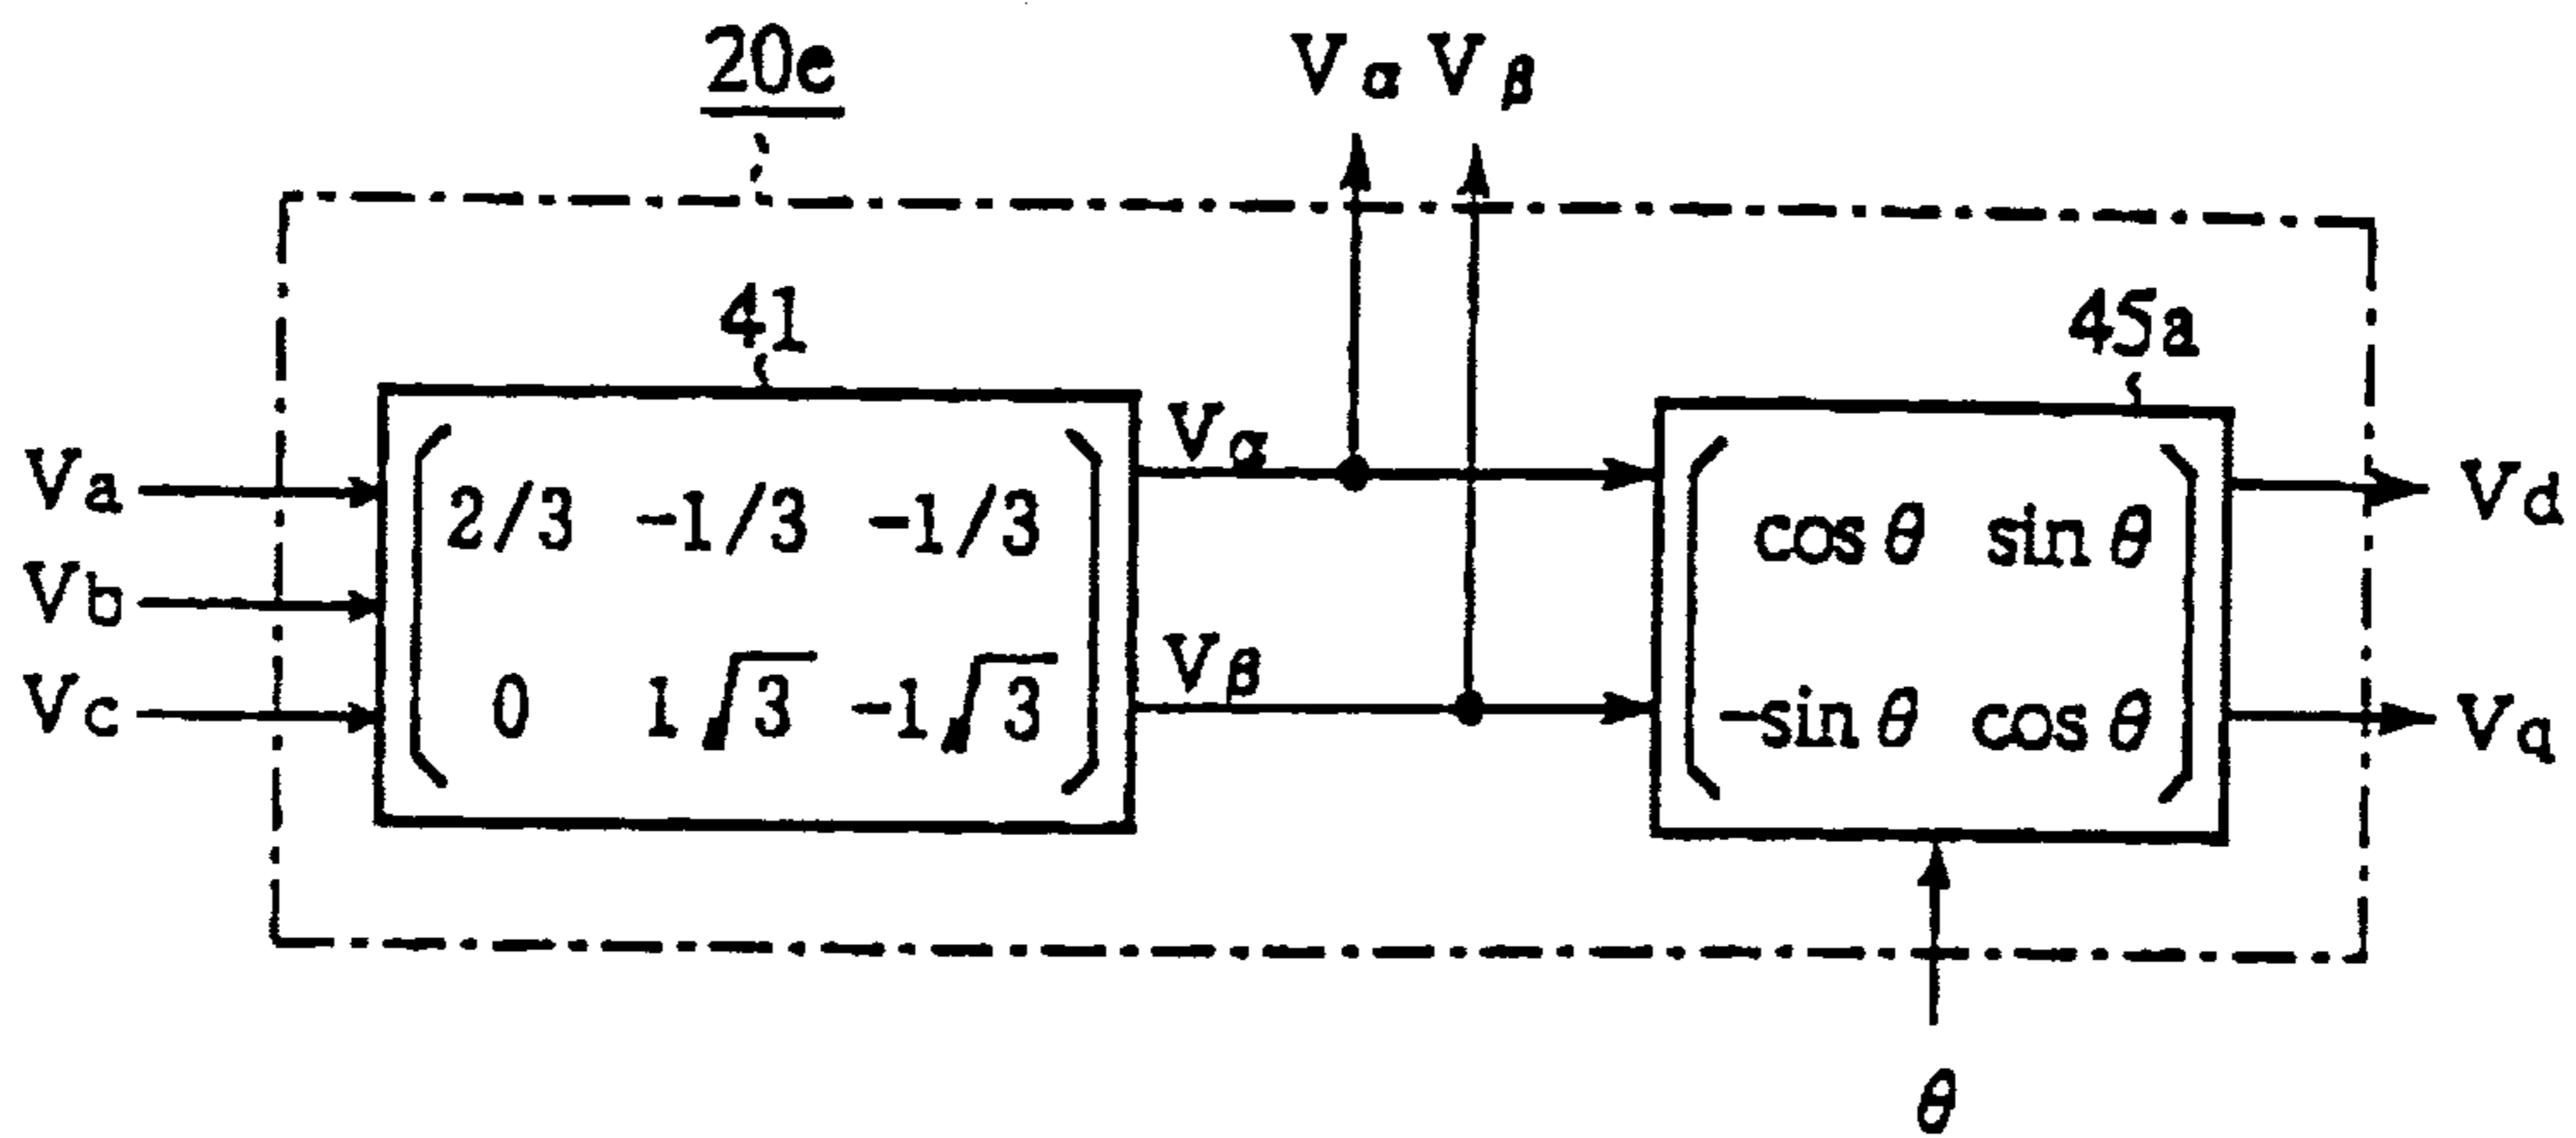 20e
Vα Vβ
41
45a
Va
Vb
Vc
2/3 -1/3 -1/3
0 1√3 -1√3
Vα
Vβ
cos θ sin θ
-sin θ cos θ
Vd
Vq
θ